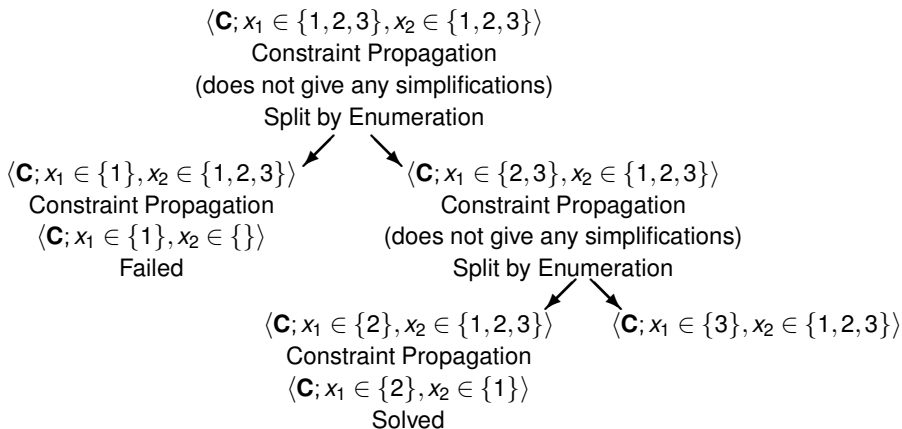 ⟨C; x₁ ∈ {1,2,3}, x₂ ∈ {1,2,3}⟩
Constraint Propagation
(does not give any simplifications)
Split by Enumeration
⟨C; x₁ ∈ {1}, x₂ ∈ {1,2,3}⟩
Constraint Propagation
⟨C; x₁ ∈ {1}, x₂ ∈ {}⟩
Failed
⟨C; x₁ ∈ {2,3}, x₂ ∈ {1,2,3}⟩
Constraint Propagation
(does not give any simplifications)
Split by Enumeration
⟨C; x₁ ∈ {2}, x₂ ∈ {1,2,3}⟩
Constraint Propagation
⟨C; x₁ ∈ {2}, x₂ ∈ {1}⟩
Solved
⟨C; x₁ ∈ {3}, x₂ ∈ {1,2,3}⟩